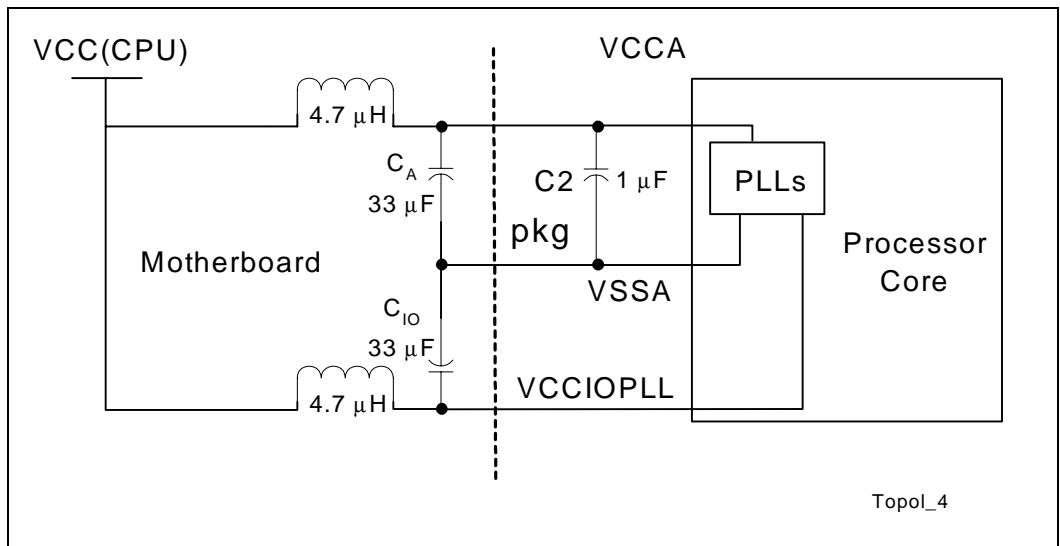 VCC(CPU)
VCCA
4.7 μH
C_A
33 μF
C2
1 μF
PLLs
pkg
Motherboard
Processor
Core
VSSA
C_IO
33 μF
VCCIOPLL
4.7 μH
Topol_4